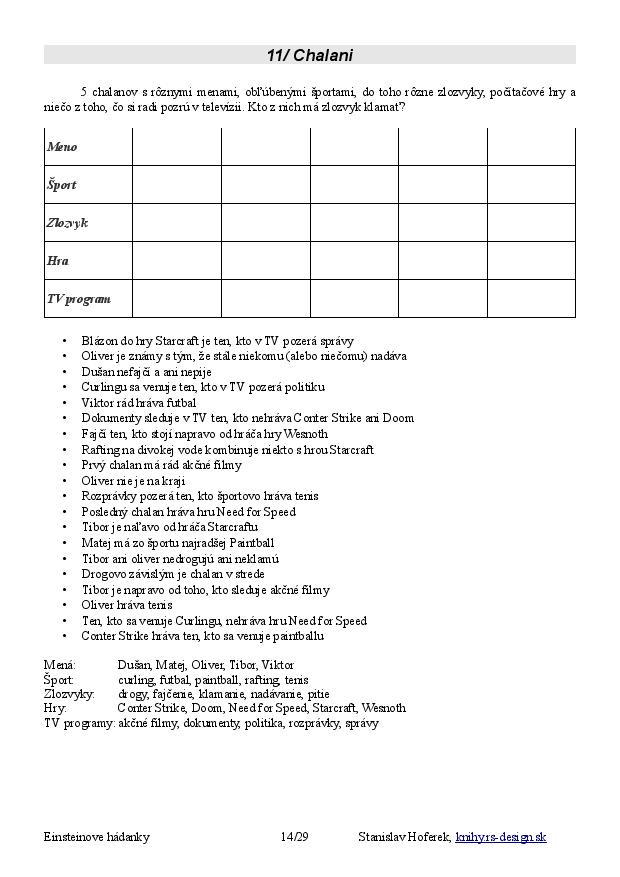 11/ Chalani
5 chalanov s rôznymi menami, obľúbenými športami, do toho rôzne zlozvyky, počítačové hry a
niečo z toho, čo si radi pozrú v televízii. Kto z nich má zlozvyk klamať?
Meno
Šport
Zlozvyk
Hra
TV program
• Blázon do hry Starcraft je ten, kto v TV pozerá správy
• Oliver je známy s tým, že stále niekomu (alebo niečomu) nadáva
• Dušan nefajčí a ani nepije
• Curlingu sa venuje ten, kto v TV pozerá politiku
• Viktor rád hráva futbal
• Dokumenty sleduje v TV ten, kto nehráva Conter Strike ani Doom
• Fajčí ten, kto stojí napravo od hráča hry Wesnoth
• Rafting na divokej vode kombinuje niekto s hrou Starcraft
• Prvý chalan má rád akčné filmy
• Oliver nie je na kraji
• Rozprávky pozerá ten, kto športovo hráva tenis
• Posledný chalan hráva hru Need for Speed
• Tibor je naľavo od hráča Starcraftu
• Matej má zo športu najradšej Paintball
• Tibor ani oliver nedrogujú ani neklamú
• Drogovo závislým je chalan v strede
• Tibor je napravo od toho, kto sleduje akčné filmy
• Oliver hráva tenis
• Ten, kto sa venuje Curlingu, nehráva hru Need for Speed
• Conter Strike hráva ten, kto sa venuje paintballu
Mená: Dušan, Matej, Oliver, Tibor, Viktor
Šport: curling, futbal, paintball, rafting, tenis
Zlozvyky: drogy, fajčenie, klamanie, nadávanie, pitie
Hry: Conter Strike, Doom, Need for Speed, Starcraft, Wesnoth
TV programy: akčné filmy, dokumenty, politika, rozprávky, správy
Einsteinove hádanky 14/29 Stanislav Hoferek, knihy.rs-design.sk